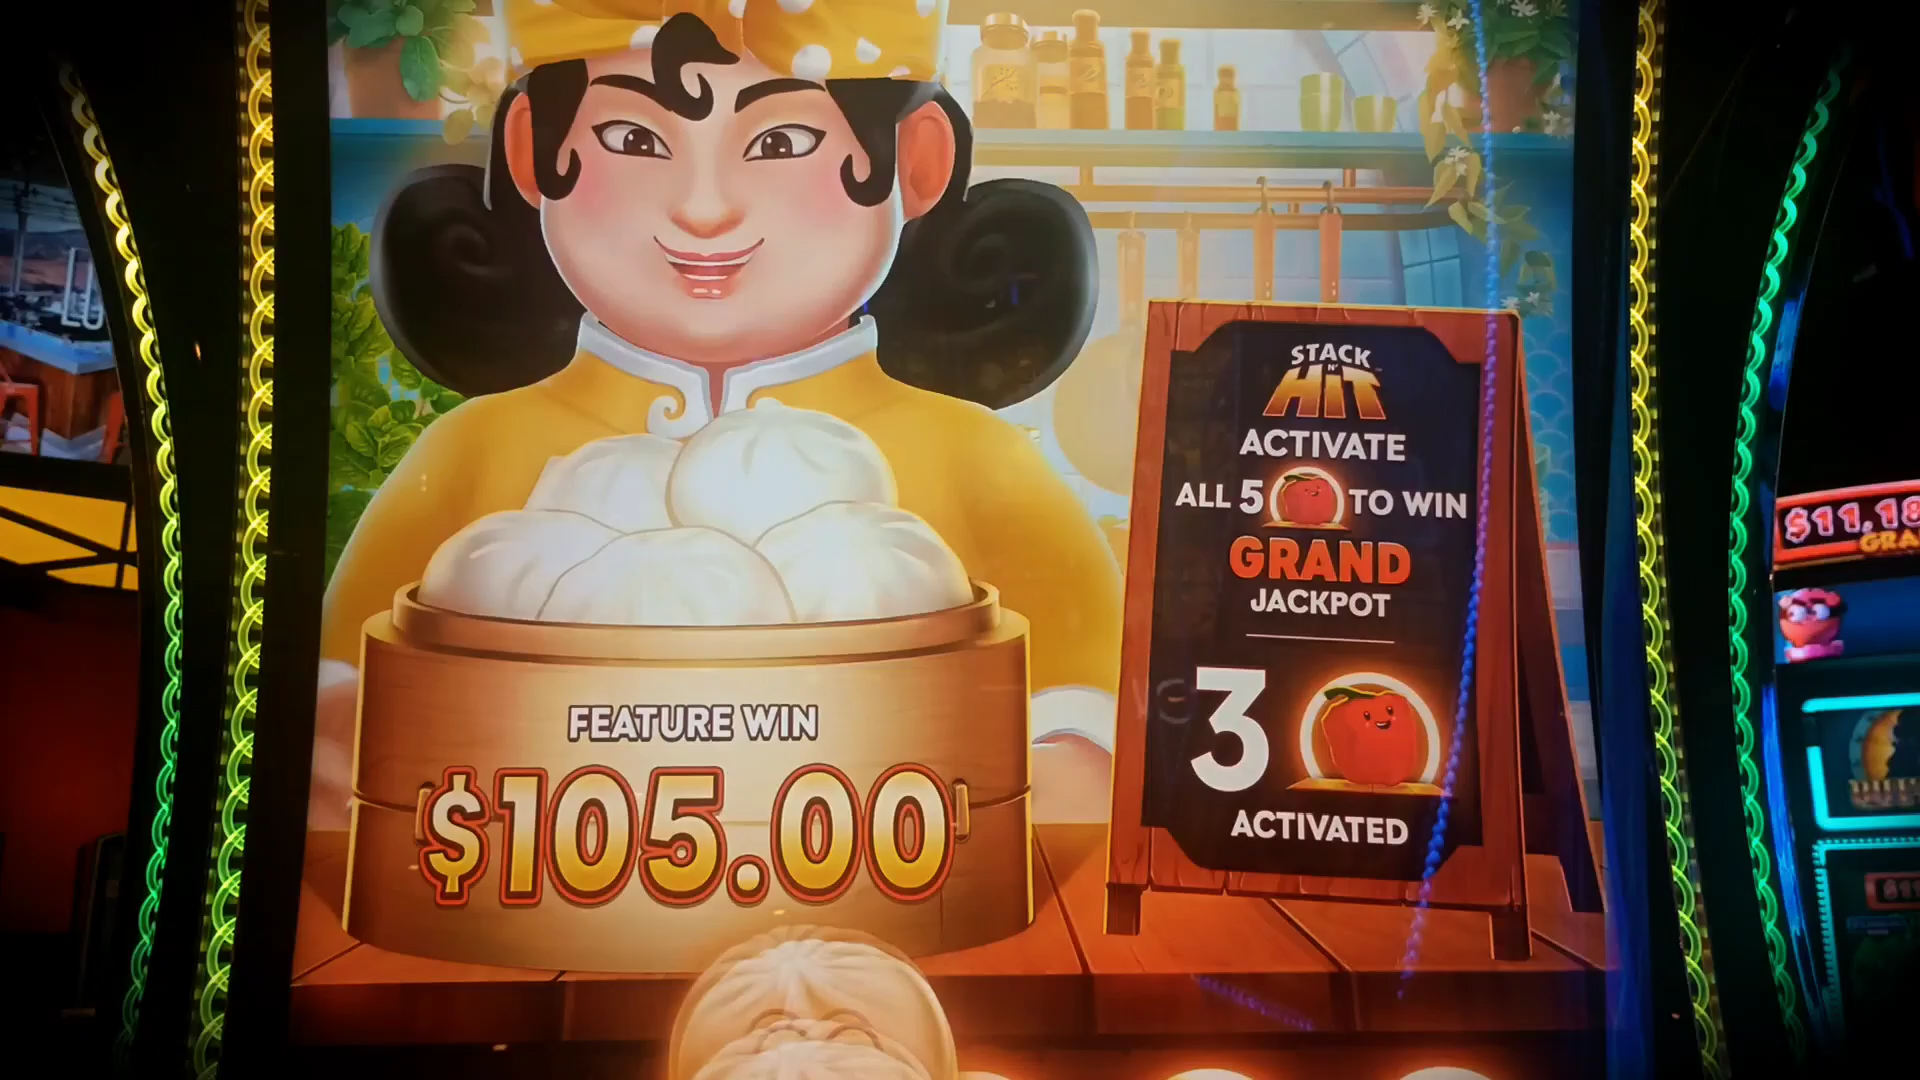 STACK
N'
HIT
ACTIVATE
ALL 5 TO WIN
GRAND
JACKPOT
3
ACTIVATED
FEATURE WIN
$105.00